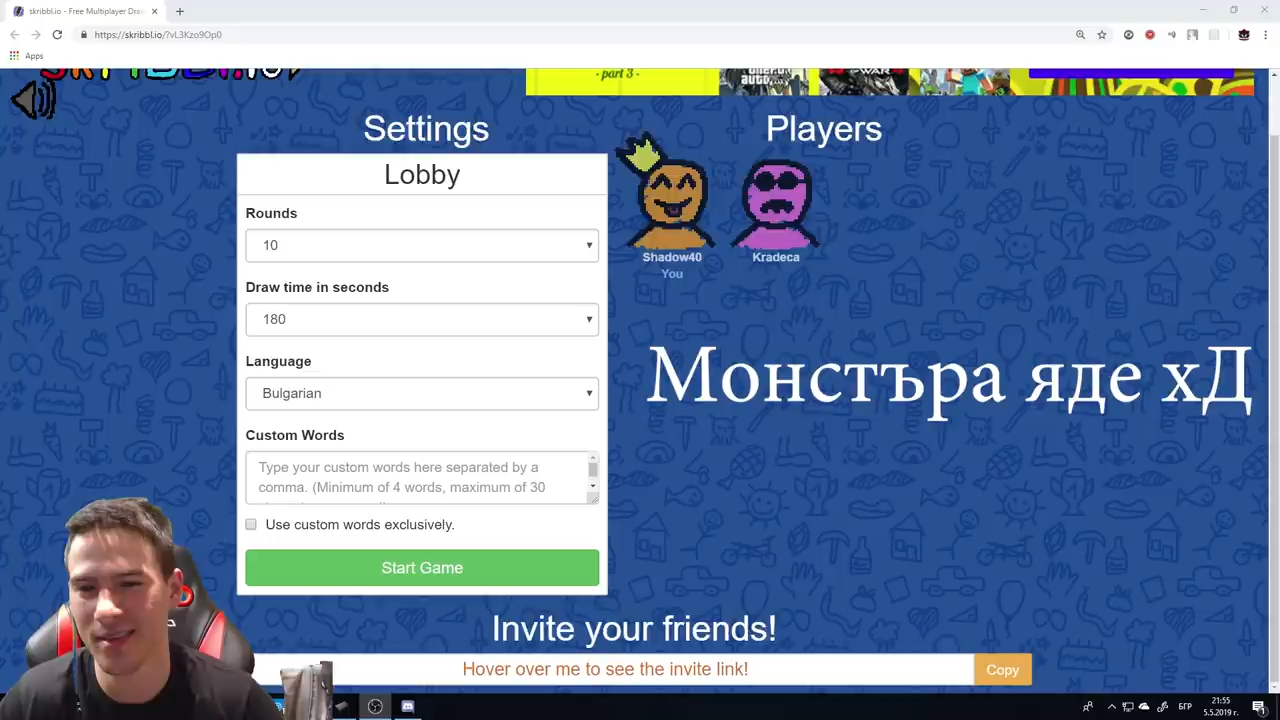 skribbl.io - Free Multiplayer Dra
https://skribbl.io/?vL3Kzo9Op0
Apps
skribbl.io
- part 3 -
Settings
Players
Lobby
Rounds
10
Shadow40
You
Kradeca
Draw time in seconds
180
Language
Bulgarian
Монстъра яде хД
Custom Words
Type your custom words here separated by a
comma. (Minimum of 4 words, maximum of 30
Use custom words exclusively.
Start Game
Invite your friends!
Hover over me to see the invite link!
Copy
БГР
21:55
5.5.2019 г.